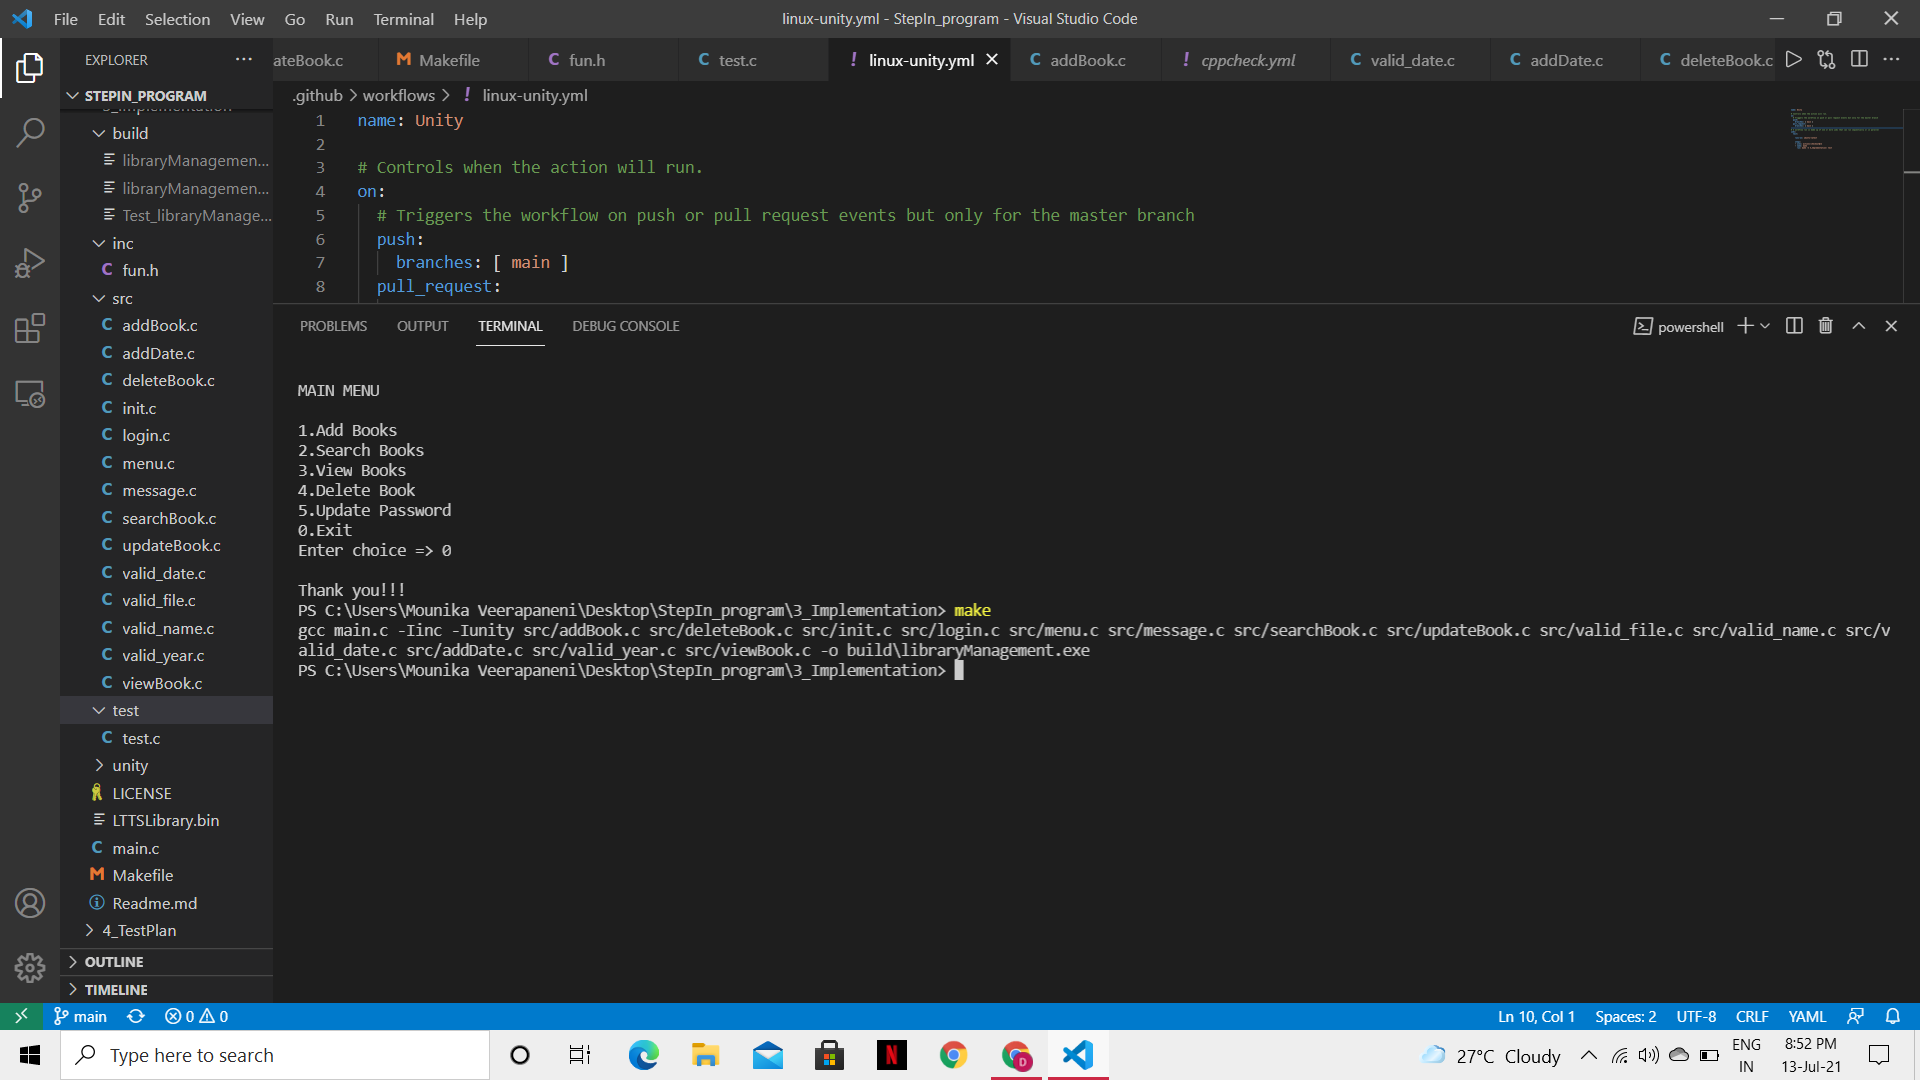 File Edit Selection View Go Run Terminal Help
linux-unity.yml - StepIn_program - Visual Studio Code
EXPLORER
ateBook.c
Makefile
fun.h
test.c
linux-unity.yml
addBook.c
cppcheck.yml
valid_date.c
addDate.c
deleteBook.c
STEPIN_PROGRAM
build
libraryManagemen...
libraryManagemen...
Test_libraryManage...
inc
fun.h
src
addBook.c
addDate.c
deleteBook.c
init.c
login.c
menu.c
message.c
searchBook.c
updateBook.c
valid_date.c
valid_file.c
valid_name.c
valid_year.c
viewBook.c
test
test.c
unity
LICENSE
LTTSLibrary.bin
main.c
Makefile
Readme.md
4_TestPlan
OUTLINE
TIMELINE
.github > workflows > ! linux-unity.yml
1 name: Unity
2
3 # Controls when the action will run.
4 on:
5 # Triggers the workflow on push or pull request events but only for the master branch
6 push:
7 branches: [ main ]
8 pull_request:
PROBLEMS OUTPUT TERMINAL DEBUG CONSOLE
powershell
MAIN MENU
1.Add Books
2.Search Books
3.View Books
4.Delete Book
5.Update Password
0.Exit
Enter choice => 0
Thank you!!!
PS C:\Users\Mounika Veerapaneni\Desktop\StepIn_program\3_Implementation> make
gcc main.c -Iinc -Iunity src/addBook.c src/deleteBook.c src/init.c src/login.c src/menu.c src/message.c src/searchBook.c src/updateBook.c src/valid_file.c src/valid_name.c src/v
alid_date.c src/addDate.c src/valid_year.c src/viewBook.c -o build\libraryManagement.exe
PS C:\Users\Mounika Veerapaneni\Desktop\StepIn_program\3_Implementation>
main
0 0
Ln 10, Col 1 Spaces: 2 UTF-8 CRLF YAML
Type here to search
27°C Cloudy
ENG
IN
8:52 PM
13-Jul-21